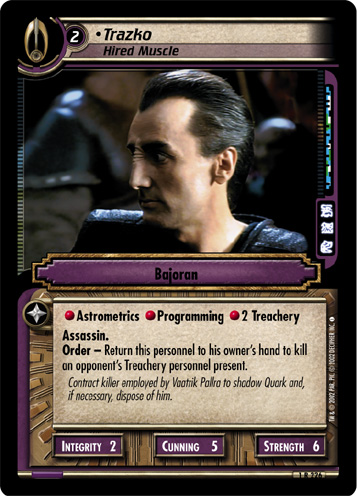 2
•Trazko
Hired Muscle
Bajoran
Astrometrics Programming 2 Treachery
Assassin.
Order – Return this personnel to his owner's hand to kill
an opponent's Treachery personnel present.
Contract killer employed by Vaatrik Pallra to shadow Quark and,
if necessary, dispose of him.
INTEGRITY 2 CUNNING 5 STRENGTH 6